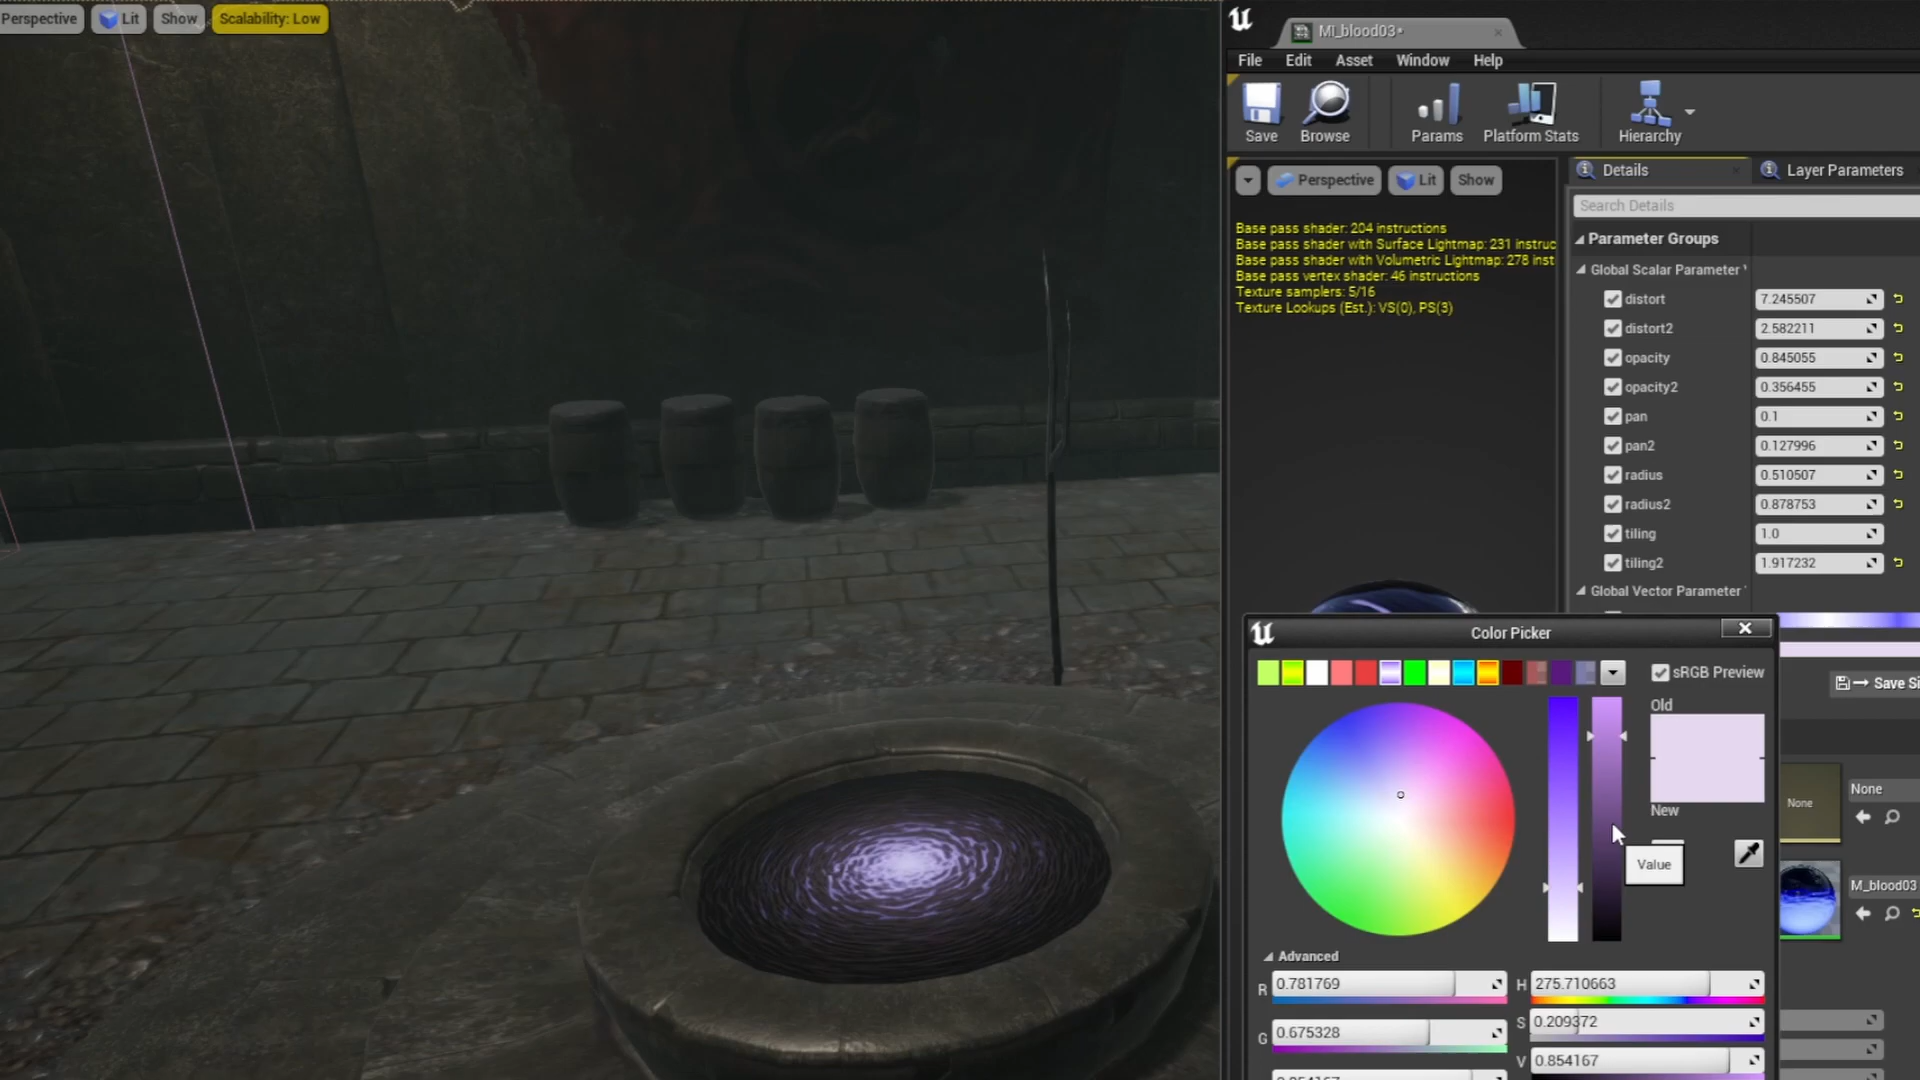 Perspective
Lit
Show
Scalability: Low
MI_blood03*
File
Edit
Asset
Window
Help
Save
Browse
Params
Platform Stats
Hierarchy
Perspective
Lit
Show
Base pass shader: 204 instructions
Base pass shader with Surface Lightmap: 231 instruc
Base pass shader with Volumetric Lightmap: 278 inst
Base pass vertex shader: 46 instructions
Texture samplers: 5/16
Texture Lookups (Est.): VS(0), PS(3)
Details
Layer Parameters
Search Details
Parameter Groups
Global Scalar Parameter
distort 7.245507
distort2 2.582211
opacity 0.845055
opacity2 0.356455
pan 0.1
pan2 0.127996
radius 0.510507
radius2 0.878753
tiling 1.0
tiling2 1.917232
Global Vector Parameter
Color Picker
sRGB Preview
Old
New
Value
Save Si
None
None
M_blood03
Advanced
R 0.781769
H 275.710663
G 0.675328
S 0.209372
V 0.854167
0.854167